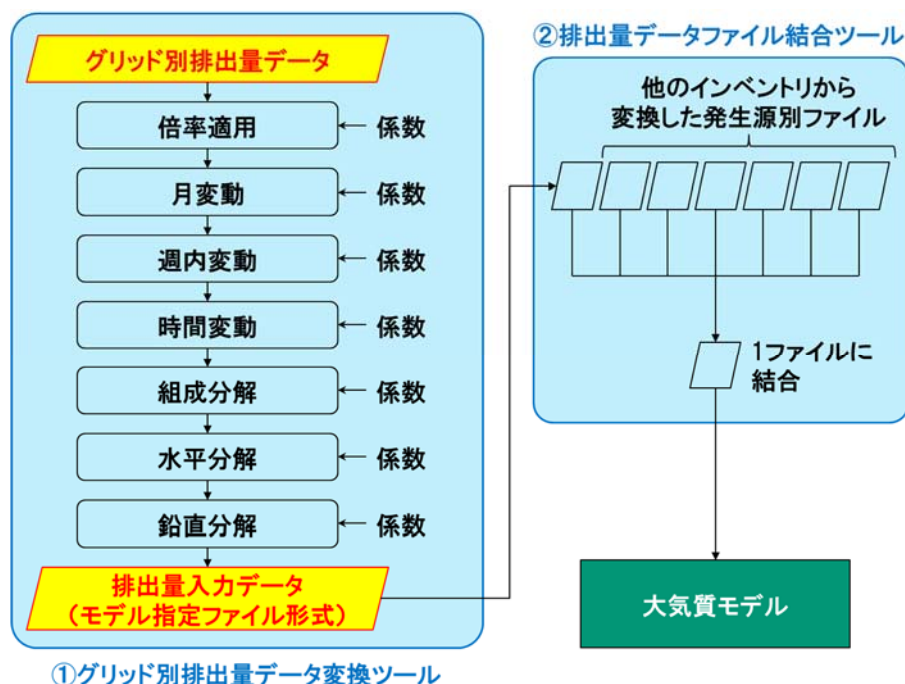 グリッド別排出量データ
倍率適用
係数
月変動
係数
週内変動
係数
時間変動
係数
組成分解
係数
水平分解
係数
鉛直分解
係数
排出量入力データ
（モデル指定ファイル形式）
①グリッド別排出量データ変換ツール
②排出量データファイル結合ツール
他のインベントリから
変換した発生源別ファイル
1ファイルに
結合
大気質モデル